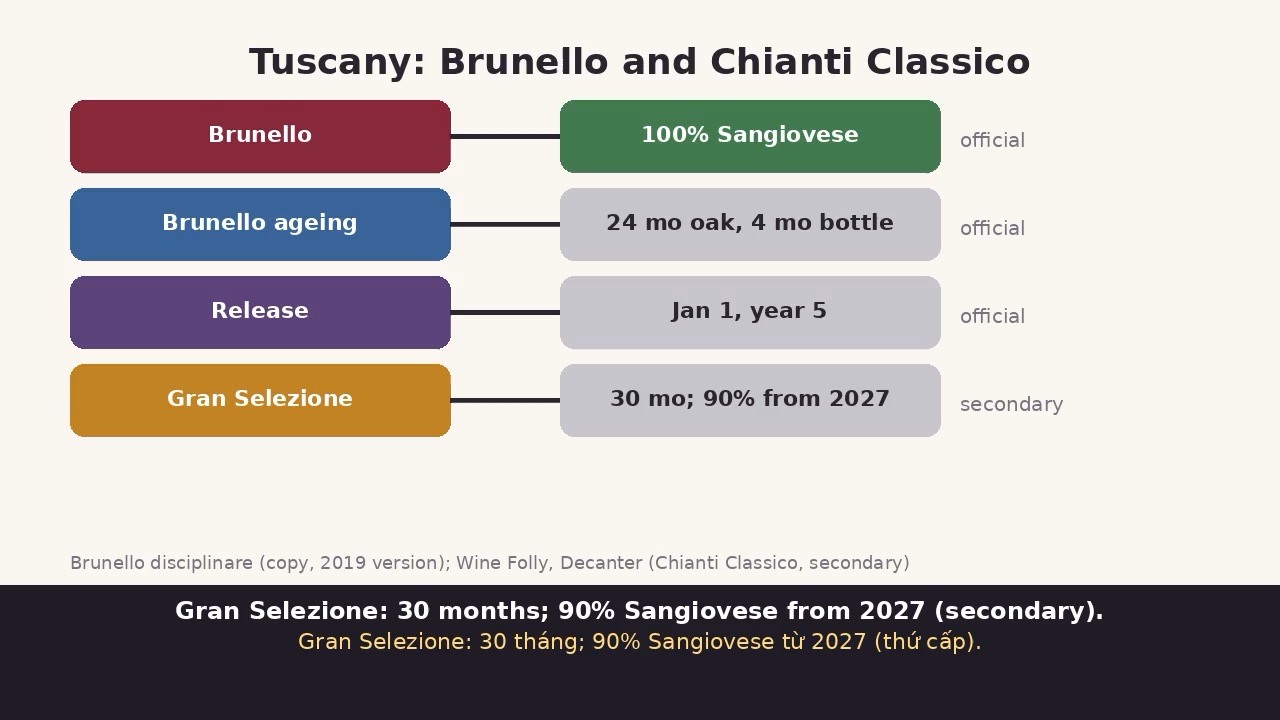 Tuscany: Brunello and Chianti Classico
Brunello
100% Sangiovese
official
Brunello ageing
24 mo oak, 4 mo bottle
official
Release
Jan 1, year 5
official
Gran Selezione
30 mo; 90% from 2027
secondary
Brunello disciplinare (copy, 2019 version); Wine Folly, Decanter (Chianti Classico, secondary)
Gran Selezione: 30 months; 90% Sangiovese from 2027 (secondary).
Gran Selezione: 30 tháng; 90% Sangiovese từ 2027 (thứ cấp).